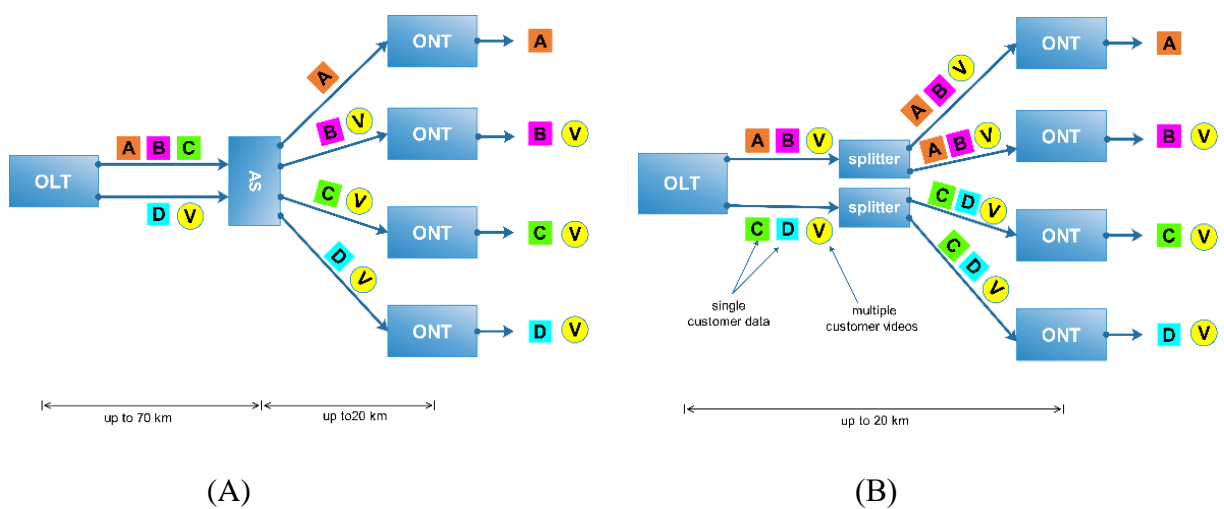 ONT
A
A
B V
ONT
B V
A B C
OLT
AS
D V
C V
ONT
C V
D V
ONT
D V
up to 70 km
up to20 km
(A)
ONT
A
A B V
ONT
B V
A B V
splitter
A B V
OLT
splitter
C D V
C D V
ONT
C V
C D V
ONT
D V
single
customer data
multiple
customer videos
up to 20 km
(B)